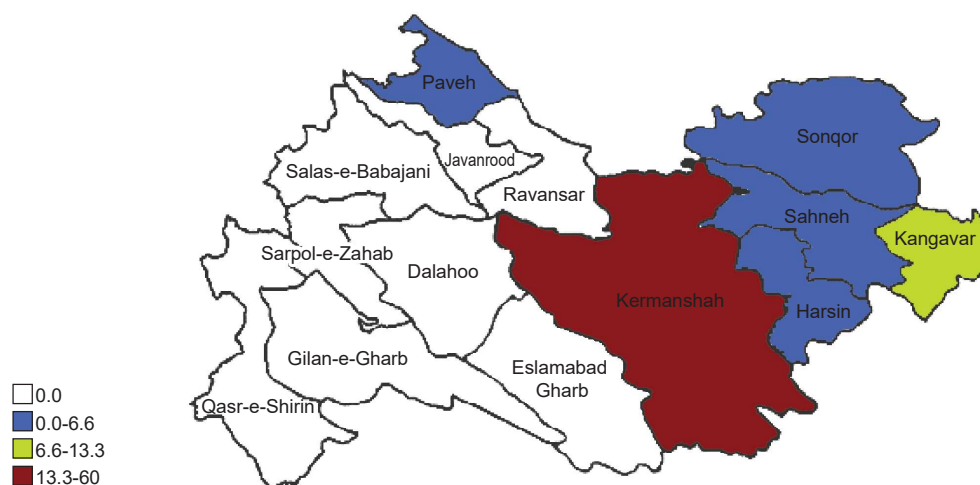 Paveh
Sonqor
Javanrood
Salas-e-Babajani
Ravansar
Sahneh
Kangavar
Sarpol-e-Zahab
Dalahoo
Kermanshah
Harsin
Gilan-e-Gharb
Eslamabad
Gharb
Qasr-e-Shirin
0.0
0.0-6.6
6.6-13.3
13.3-60